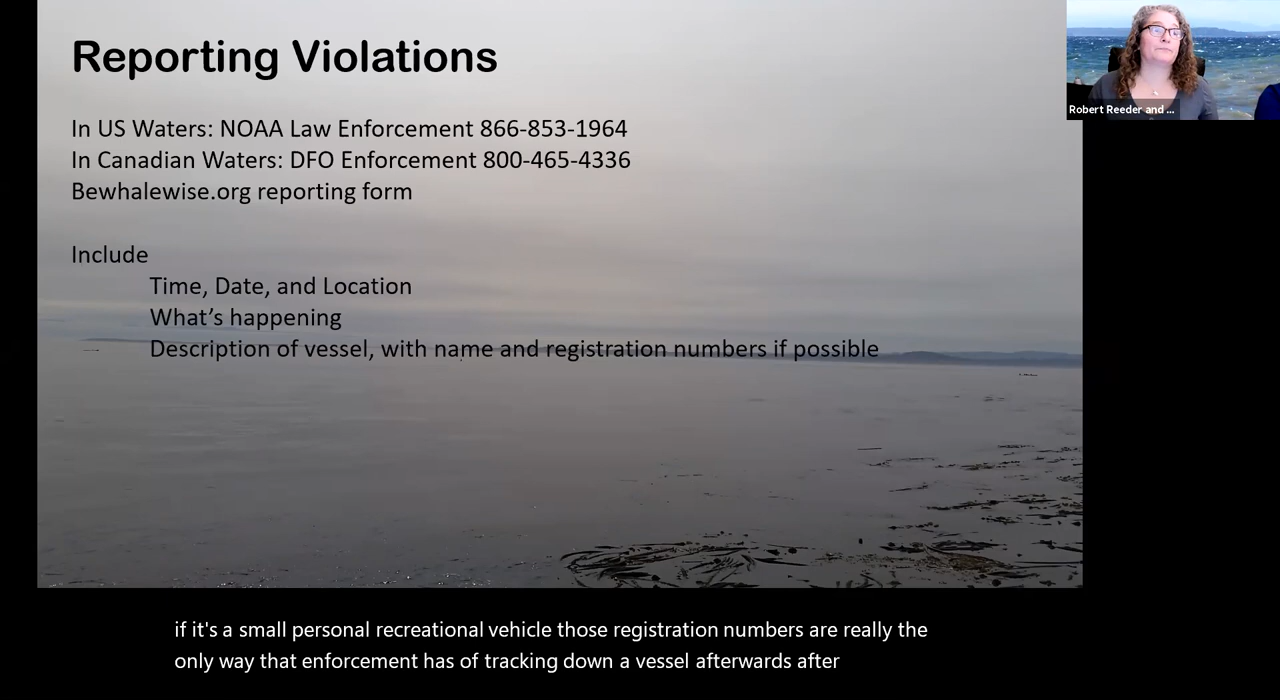 Reporting Violations
In US Waters: NOAA Law Enforcement 866-853-1964
In Canadian Waters: DFO Enforcement 800-465-4336
Bewhalewise.org reporting form
Include
Time, Date, and Location
What’s happening
Description of vessel, with name and registration numbers if possible
Robert Reeder and ...
if it's a small personal recreational vehicle those registration numbers are really the
only way that enforcement has of tracking down a vessel afterwards after